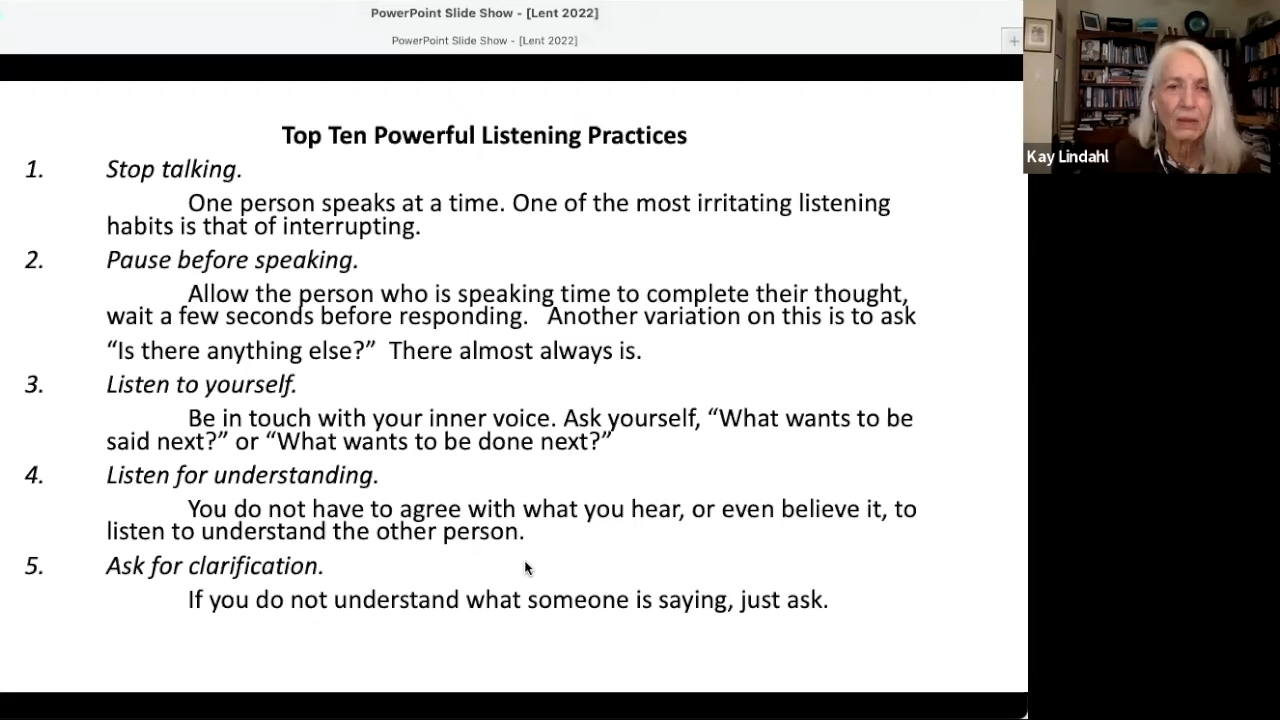 PowerPoint Slide Show - [Lent 2022]
PowerPoint Slide Show - [Lent 2022]
+
Kay Lindahl
Top Ten Powerful Listening Practices
1. Stop talking.
One person speaks at a time. One of the most irritating listening
habits is that of interrupting.
2. Pause before speaking.
Allow the person who is speaking time to complete their thought,
wait a few seconds before responding. Another variation on this is to ask
“Is there anything else?” There almost always is.
3. Listen to yourself.
Be in touch with your inner voice. Ask yourself, “What wants to be
said next?” or “What wants to be done next?”
4. Listen for understanding.
You do not have to agree with what you hear, or even believe it, to
listen to understand the other person.
5. Ask for clarification.
If you do not understand what someone is saying, just ask.